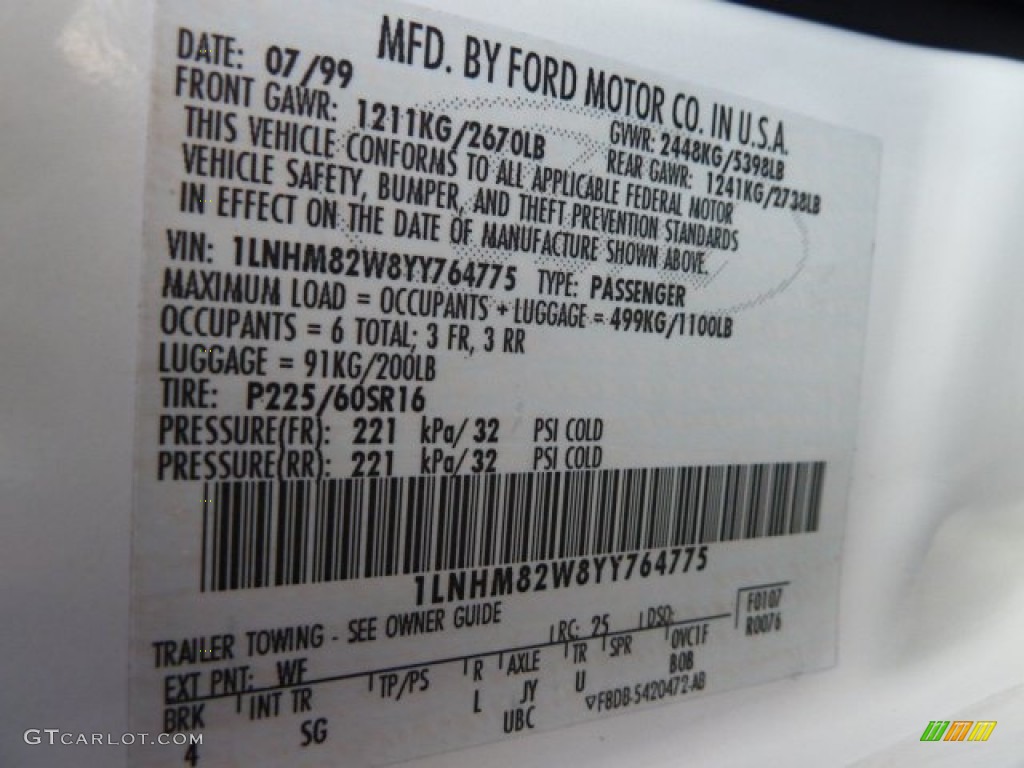 MFD. BY FORD MOTOR CO. IN U.S.A.
DATE: 07/99 GVWR: 2448KG/5398LB
FRONT GAWR: 1211KG/2670LB REAR GAWR: 1241KG/2738LB
THIS VEHICLE CONFORMS TO ALL APPLICABLE FEDERAL MOTOR
VEHICLE SAFETY, BUMPER, AND THEFT PREVENTION STANDARDS
IN EFFECT ON THE DATE OF MANUFACTURE SHOWN ABOVE.
VIN: 1LNHM82W8YY764775 TYPE: PASSENGER
MAXIMUM LOAD = OCCUPANTS + LUGGAGE = 499KG/1100LB
OCCUPANTS = 6 TOTAL; 3 FR, 3 RR
LUGGAGE = 91KG/200LB
TIRE: P225/60SR16
PRESSURE(FR): 221 kPa/ 32 PSI COLD
PRESSURE(RR): 221 kPa/ 32 PSI COLD
1LNHM82W8YY764775
TRAILER TOWING - SEE OWNER GUIDE
EXT PNT: WF RC: 25 DSO: F0107
BRK INT TR TP/PS R AXLE TR SPR OVC1F R0076
4 SG L JY U BOB
UBC ▽F8DB-5420472-AB
GTCARLOT.COM